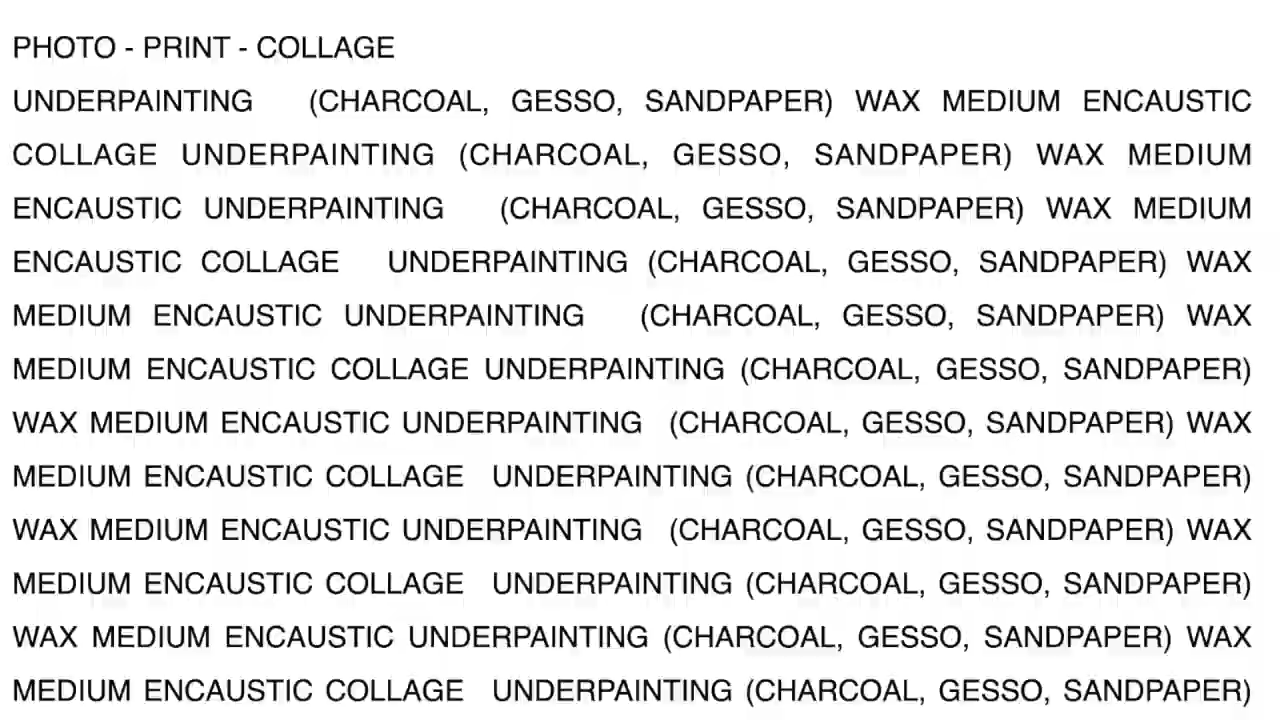 PHOTO - PRINT - COLLAGE
UNDERPAINTING (CHARCOAL, GESSO, SANDPAPER) WAX MEDIUM ENCAUSTIC
COLLAGE UNDERPAINTING (CHARCOAL, GESSO, SANDPAPER) WAX MEDIUM
ENCAUSTIC UNDERPAINTING (CHARCOAL, GESSO, SANDPAPER) WAX MEDIUM
ENCAUSTIC COLLAGE UNDERPAINTING (CHARCOAL, GESSO, SANDPAPER) WAX
MEDIUM ENCAUSTIC UNDERPAINTING (CHARCOAL, GESSO, SANDPAPER) WAX
MEDIUM ENCAUSTIC COLLAGE UNDERPAINTING (CHARCOAL, GESSO, SANDPAPER)
WAX MEDIUM ENCAUSTIC UNDERPAINTING (CHARCOAL, GESSO, SANDPAPER) WAX
MEDIUM ENCAUSTIC COLLAGE UNDERPAINTING (CHARCOAL, GESSO, SANDPAPER)
WAX MEDIUM ENCAUSTIC UNDERPAINTING (CHARCOAL, GESSO, SANDPAPER) WAX
MEDIUM ENCAUSTIC COLLAGE UNDERPAINTING (CHARCOAL, GESSO, SANDPAPER)
WAX MEDIUM ENCAUSTIC UNDERPAINTING (CHARCOAL, GESSO, SANDPAPER) WAX
MEDIUM ENCAUSTIC COLLAGE UNDERPAINTING (CHARCOAL, GESSO, SANDPAPER)